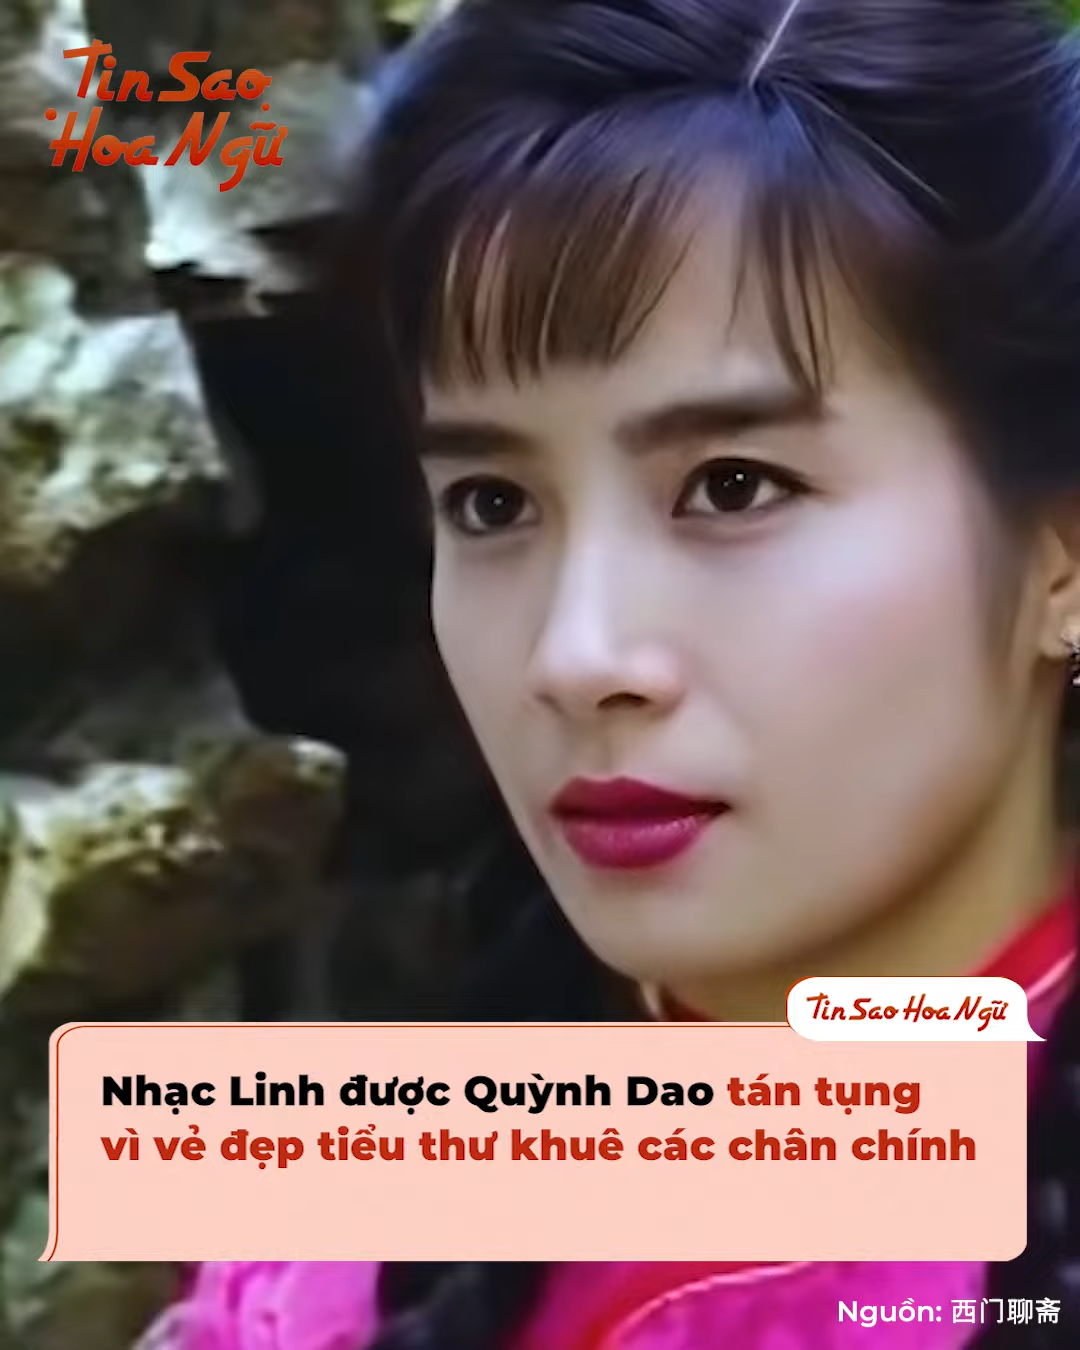 Tin Sao
Hoa Ngữ
Tin Sao Hoa Ngữ
Nhạc Linh được Quỳnh Dao tán tụng
vì vẻ đẹp tiểu thư khuê các chân chính
Nguồn: 西门聊斋